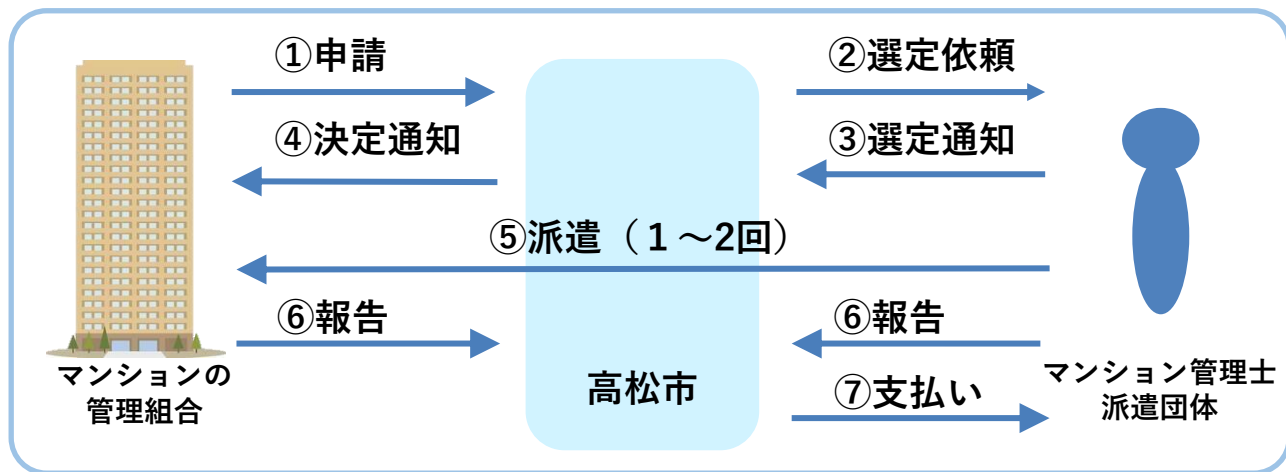 ①申請
②選定依頼
④決定通知
③選定通知
⑤派遣（１～2回）
⑥報告
⑥報告
マンションの
管理組合
高松市
⑦支払い
マンション管理士
派遣団体